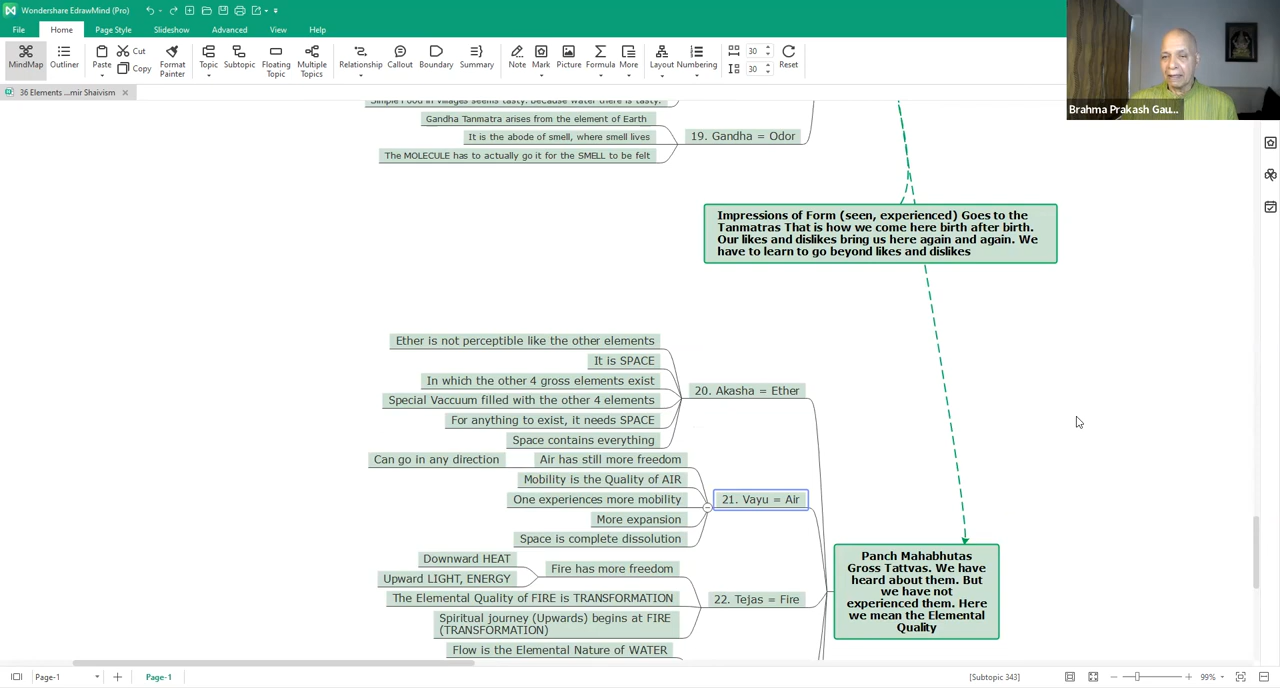 Wondershare EdrawMind (Pro)
File Home Page Style Slideshow Advanced View Help
MindMap Outliner Paste Cut Copy Format Painter Topic Subtopic Floating Topic Multiple Topics Relationship Callout Boundary Summary Note Mark Picture Formula More Layout Numbering 30 30 Reset
Brahma Prakash Gau...
36 Elements ...mir Shaivism
Simple Food in villages seems tasty. because water there is tasty.
Gandha Tanmatra arises from the element of Earth
It is the abode of smell, where smell lives
The MOLECULE has to actually go it for the SMELL to be felt
19. Gandha = Odor
Impressions of Form (seen, experienced) Goes to the
Tanmatras That is how we come here birth after birth.
Our likes and dislikes bring us here again and again. We
have to learn to go beyond likes and dislikes
Ether is not perceptible like the other elements
It is SPACE
In which the other 4 gross elements exist
Special Vaccuum filled with the other 4 elements
For anything to exist, it needs SPACE
Space contains everything
20. Akasha = Ether
Can go in any direction
Air has still more freedom
Mobility is the Quality of AIR
One experiences more mobility
More expansion
Space is complete dissolution
21. Vayu = Air
Downward HEAT
Upward LIGHT, ENERGY
Fire has more freedom
The Elemental Quality of FIRE is TRANSFORMATION
Spiritual journey (Upwards) begins at FIRE
(TRANSFORMATION)
22. Tejas = Fire
Flow is the Elemental Nature of WATER
Panch Mahabhutas
Gross Tattvas. We have
heard about them. But
we have not
experienced them. Here
we mean the Elemental
Quality
Page-1 Page-1 [Subtopic 343] 99%